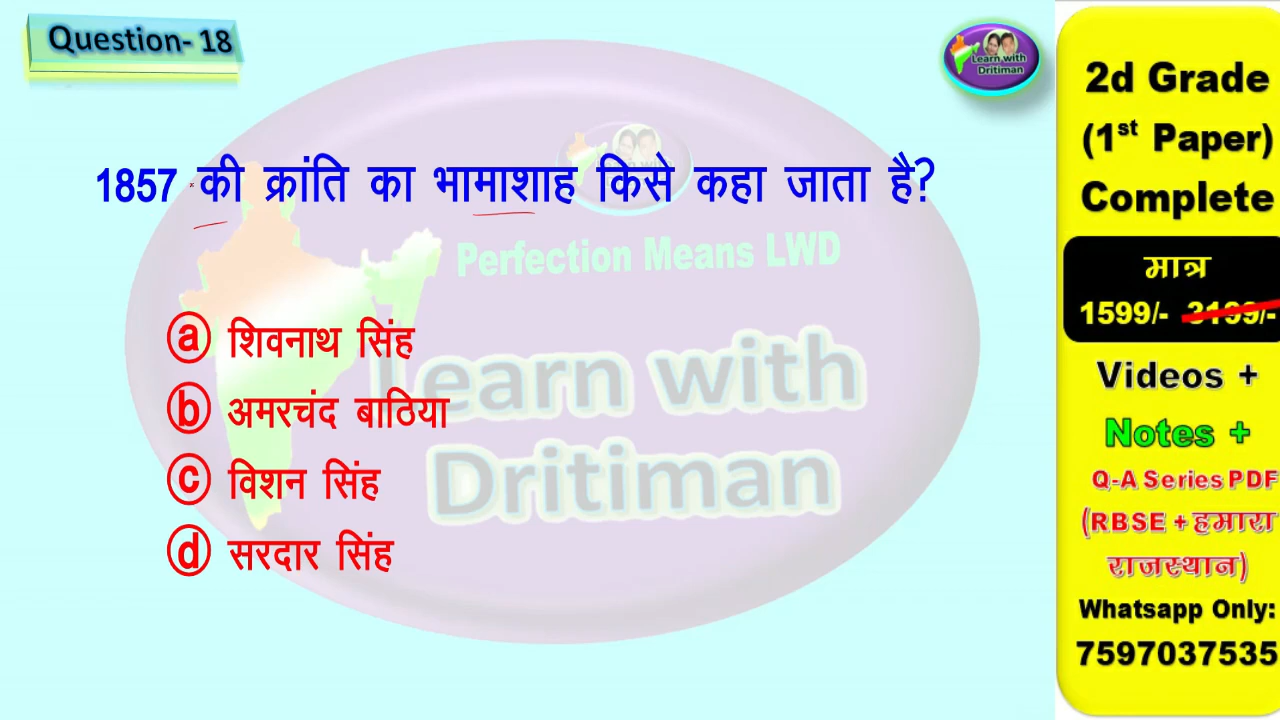 Question- 18
Learn with
Dritiman
1857 की क्रांति का भामाशाह किसे कहा जाता है?
Perfection Means LWD
Learn with
Dritiman
ⓐ शिवनाथ सिंह
ⓑ अमरचंद बाठिया
ⓒ विशन सिंह
ⓓ सरदार सिंह
2d Grade
(1st Paper)
Complete
मात्र
1599/- 3199/-
Videos +
Notes +
Q-A Series PDF
(RBSE + हमारा
राजस्थान)
Whatsapp Only:
7597037535